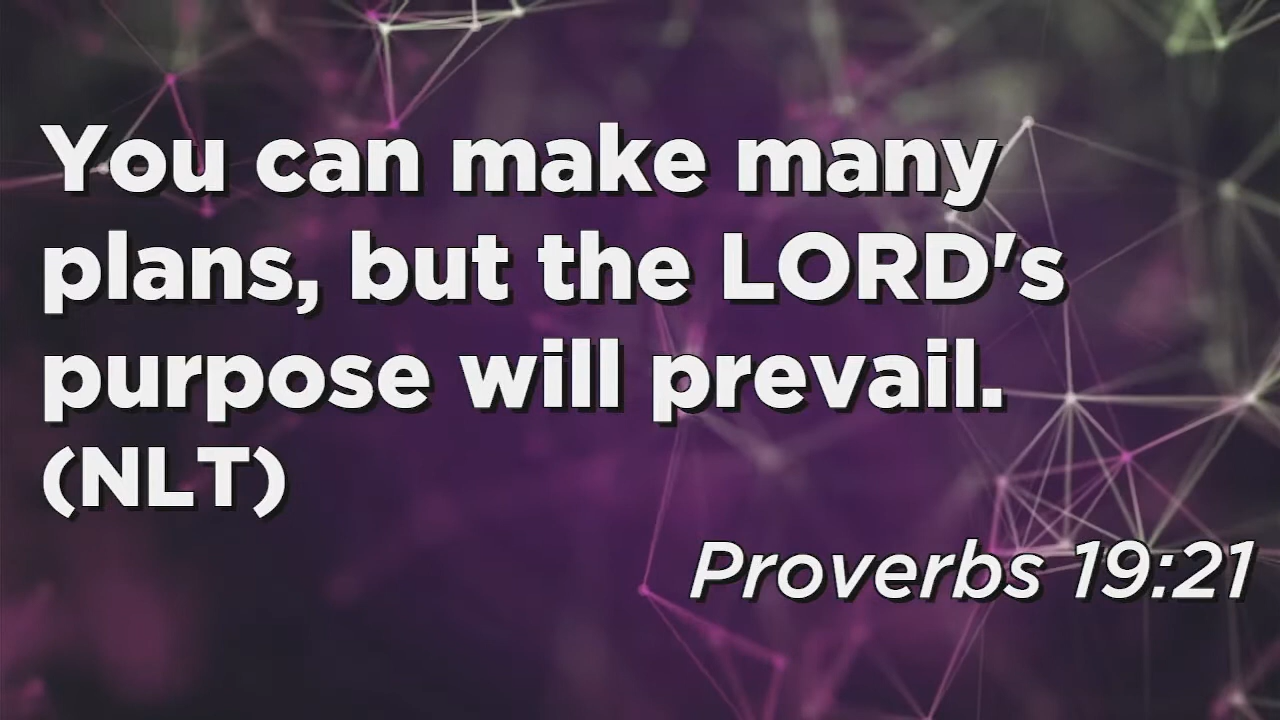 You can make many
plans, but the LORD's
purpose will prevail.
(NLT)
Proverbs 19:21